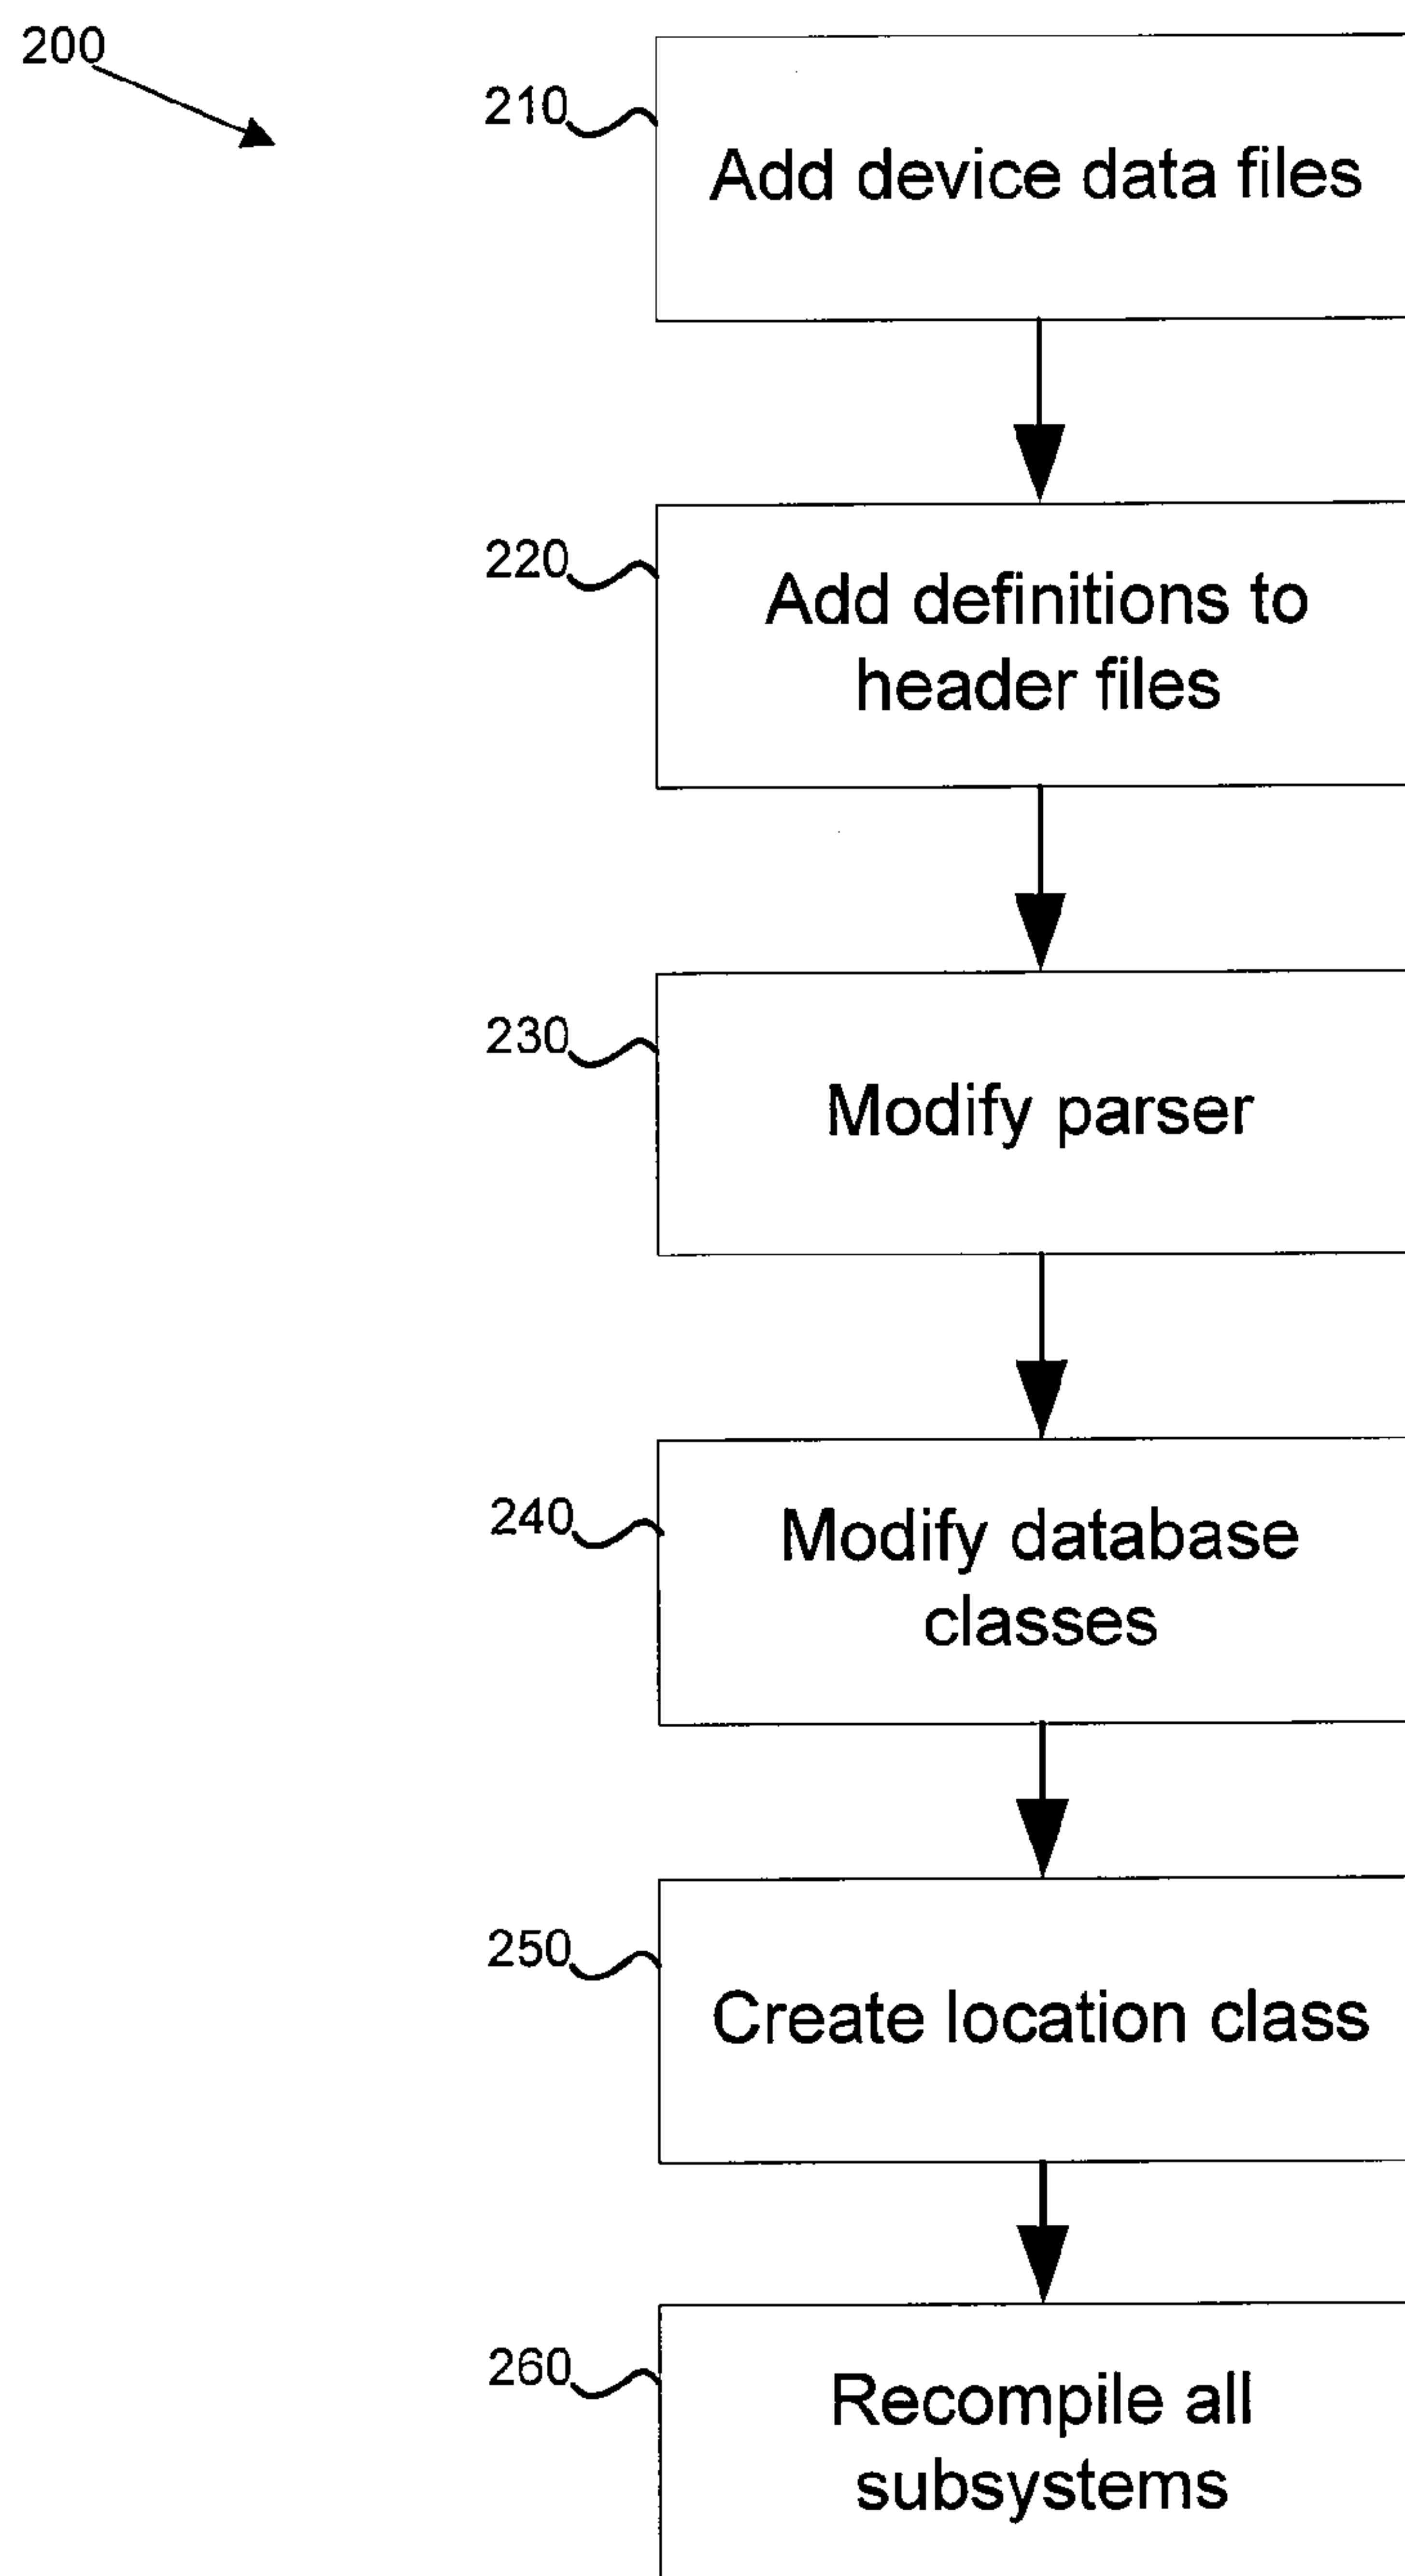 200
210
Add device data files
220
Add definitions to
header files
230
Modify parser
240
Modify database
classes
250
Create location class
260
Recompile all
subsystems